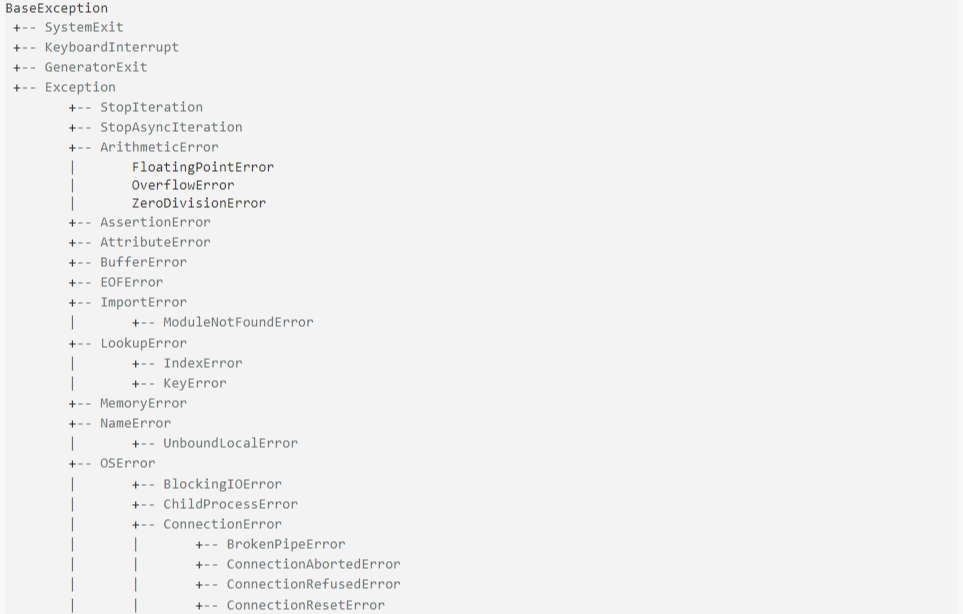 BaseException
 +-- SystemExit
 +-- KeyboardInterrupt
 +-- GeneratorExit
 +-- Exception
      +-- StopIteration
      +-- StopAsyncIteration
      +-- ArithmeticError
      |    FloatingPointError
      |    OverflowError
      |    ZeroDivisionError
      +-- AssertionError
      +-- AttributeError
      +-- BufferError
      +-- EOFError
      +-- ImportError
      |    +-- ModuleNotFoundError
      +-- LookupError
      |    +-- IndexError
      |    +-- KeyError
      +-- MemoryError
      +-- NameError
      |    +-- UnboundLocalError
      +-- OSError
      |    +-- BlockingIOError
      |    +-- ChildProcessError
      |    +-- ConnectionError
      |    |    +-- BrokenPipeError
      |    |    +-- ConnectionAbortedError
      |    |    +-- ConnectionRefusedError
      |    |    +-- ConnectionResetError